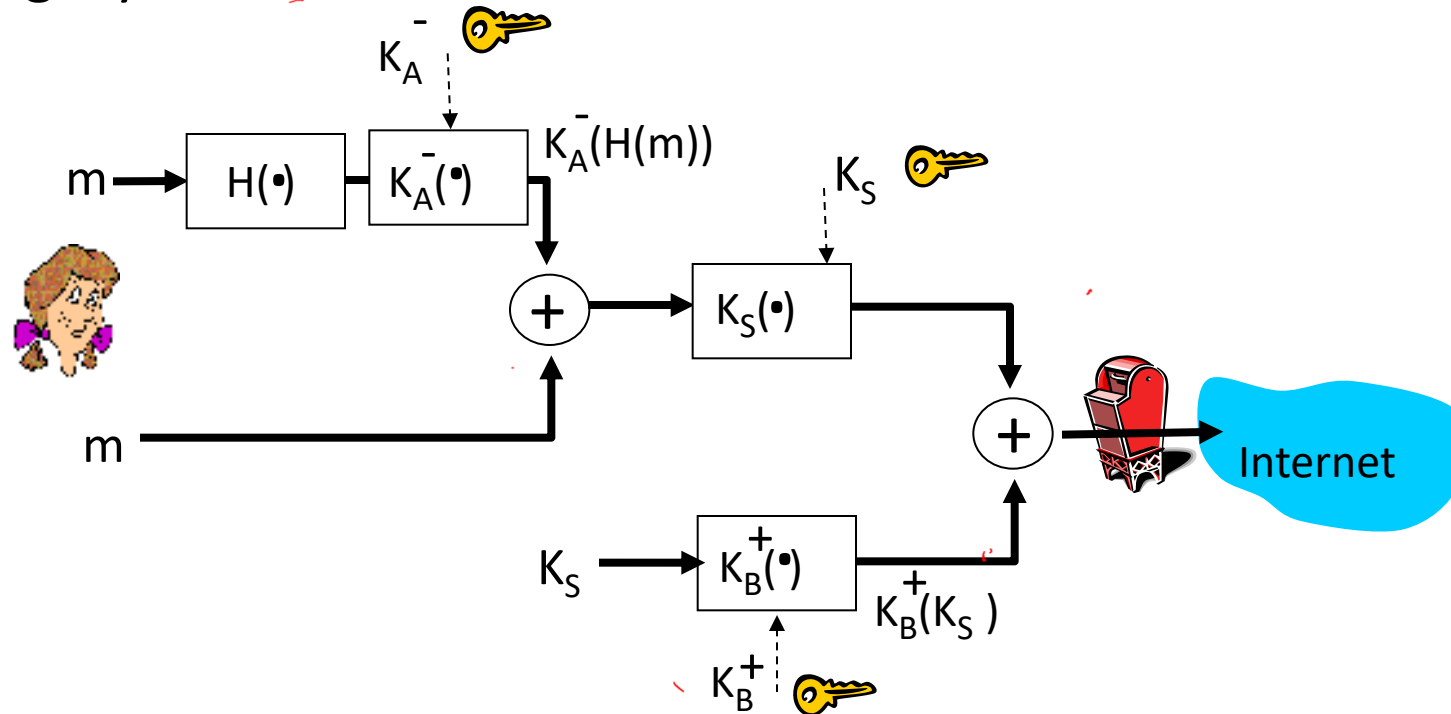 K_A^-
K_A^-(H(m))
m
H(•)
K_A^-(•)
K_S
+
K_S(•)
m
+
Internet
K_S
K_B^+(•)
K_B^+(K_S )
K_B^+